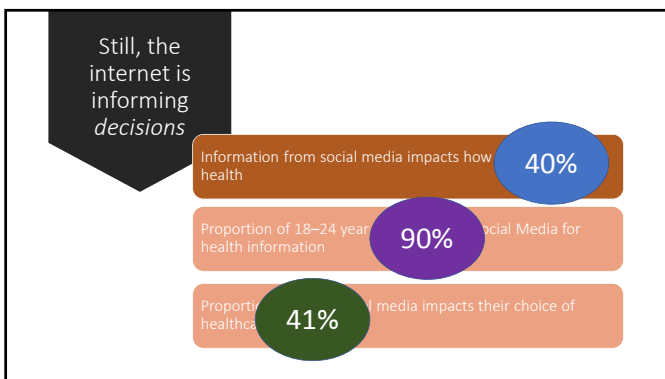 Still, the
internet is
informing
decisions
Information from social media impacts how
health
40%
Proportion of 18–24 year ocial Media for
health information
90%
Proportio l media impacts their choice of
healthca
41%